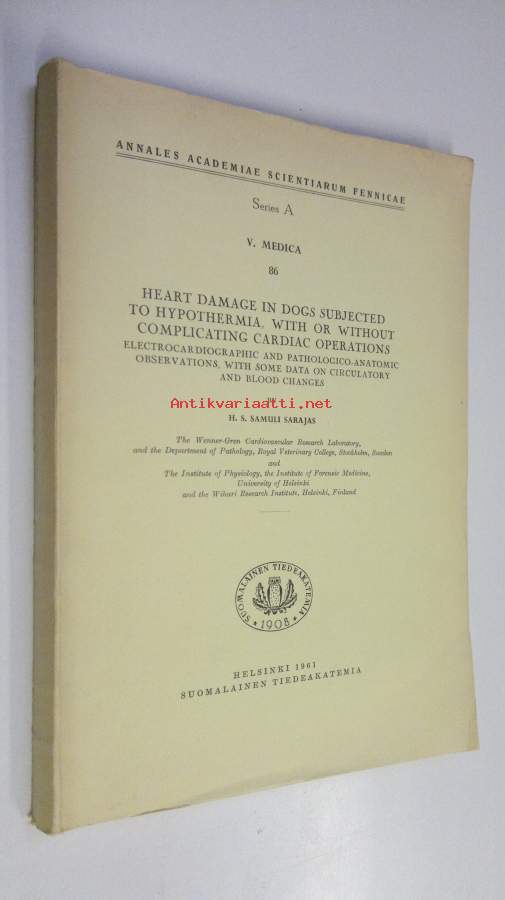 ANNALES ACADEMIAE SCIENTIARUM FENNICAE
Series A
V. MEDICA
86
HEART DAMAGE IN DOGS SUBJECTED
TO HYPOTHERMIA, WITH OR WITHOUT
COMPLICATING CARDIAC OPERATIONS
ELECTROCARDIOGRAPHIC AND PATHOLOGICO-ANATOMIC
OBSERVATIONS, WITH SOME DATA ON CIRCULATORY
AND BLOOD CHANGES
BY
Antikvariaatti.net
H. S. SAMULI SARAJAS
The Wenner-Gren Cardiovascular Research Laboratory,
and the Department of Pathology, Royal Veterinary College, Stockholm, Sweden
and
The Institute of Physiology, the Institute of Forensic Medicine,
University of Helsinki
and the Wihuri Research Institute, Helsinki, Finland
SUOMALAINEN TIEDEAKATEMIA
* 1908 *
HELSINKI 1961
SUOMALAINEN TIEDEAKATEMIA